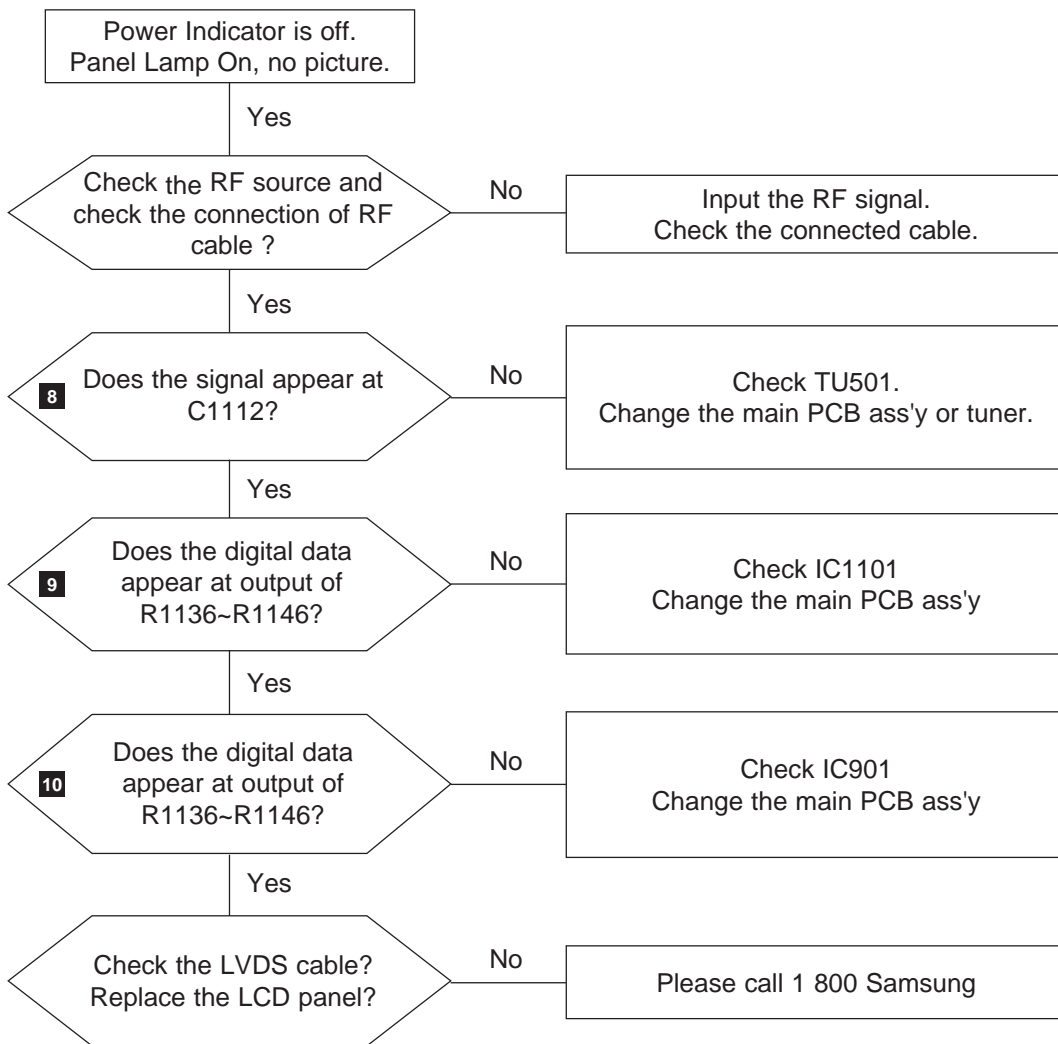 Power Indicator is off.
Panel Lamp On, no picture.
Yes
Check the RF source and
check the connection of RF
cable ?
No
Input the RF signal.
Check the connected cable.
Yes
8
Does the signal appear at
C1112?
No
Check TU501.
Change the main PCB ass'y or tuner.
Yes
9
Does the digital data
appear at output of
R1136~R1146?
No
Check IC1101
Change the main PCB ass'y
Yes
10
Does the digital data
appear at output of
R1136~R1146?
No
Check IC901
Change the main PCB ass'y
Yes
Check the LVDS cable?
Replace the LCD panel?
No
Please call 1 800 Samsung